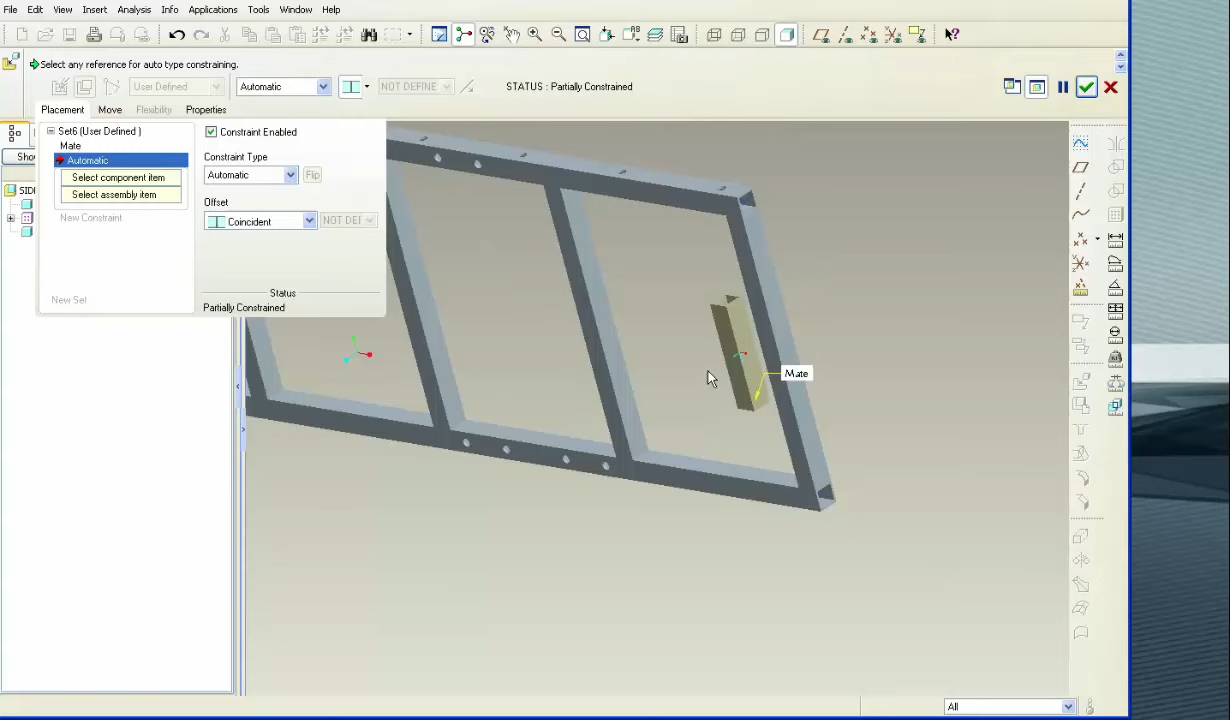 File Edit View Insert Analysis Info Applications Tools Window Help
Select any reference for auto type constraining.
User Defined Automatic NOT DEFINE STATUS : Partially Constrained
Placement Move Flexibility Properties
Set6 (User Defined )
Mate
Automatic
Select component item
Select assembly item
New Constraint
New Set
Constraint Enabled
Constraint Type
Automatic Flip
Offset
Coincident NOT DEI
Status
Partially Constrained
Sho
SID
Mate
All